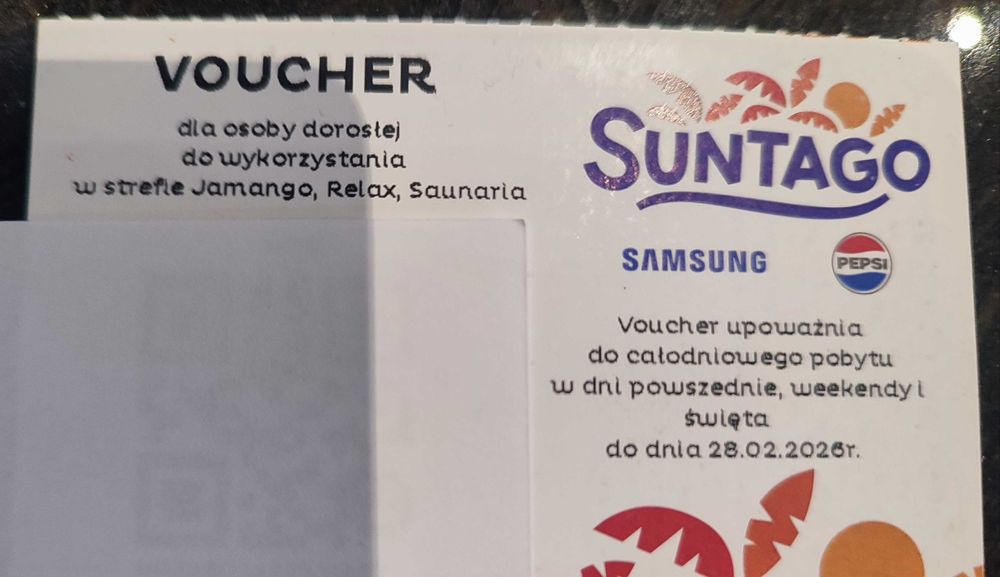 VOUCHER
dla osoby dorosłej
do wykorzystania
w strefie Jamango, Relax, Saunaria
SUNTAGO
SAMSUNG
PEPSI
Voucher upoważnia
do całodniowego pobytu
w dni powszednie, weekendy i
święta
do dnia 28.02.2026r.